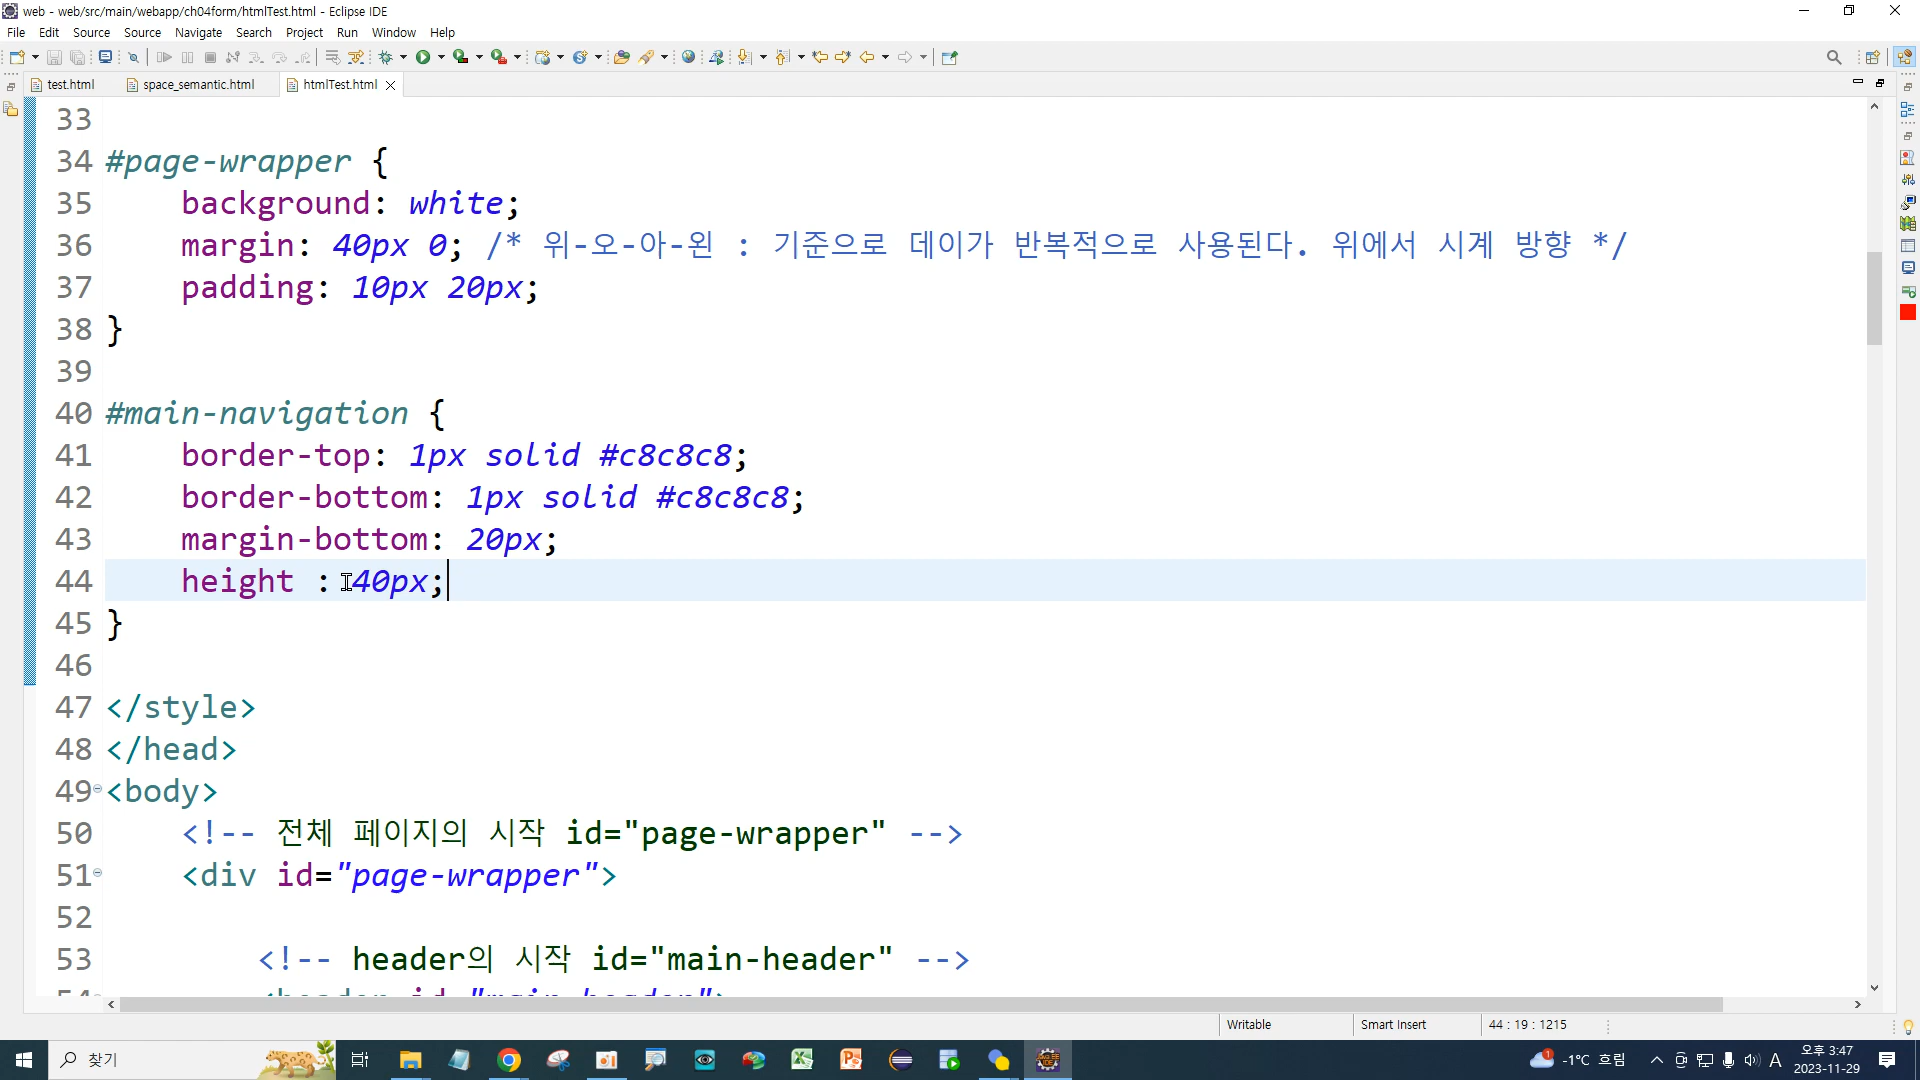 web - web/src/main/webapp/ch04form/htmlTest.html - Eclipse IDE
File Edit Source Source Navigate Search Project Run Window Help
test.html space_semantic.html htmlTest.html
33
34 #page-wrapper {
35 background: white;
36 margin: 40px 0; /* 위-오-아-왼 : 기준으로 데이가 반복적으로 사용된다. 위에서 시계 방향 */
37 padding: 10px 20px;
38 }
39
40 #main-navigation {
41 border-top: 1px solid #c8c8c8;
42 border-bottom: 1px solid #c8c8c8;
43 margin-bottom: 20px;
44 height : 40px;
45 }
46
47 </style>
48 </head>
49 <body>
50 <!-- 전체 페이지의 시작 id="page-wrapper" -->
51 <div id="page-wrapper">
52
53 <!-- header의 시작 id="main-header" -->
54 <header id="main-header">
Writable Smart Insert 44 : 19 : 1215
찾기
-1°C 흐림
A
오후 3:47
2023-11-29